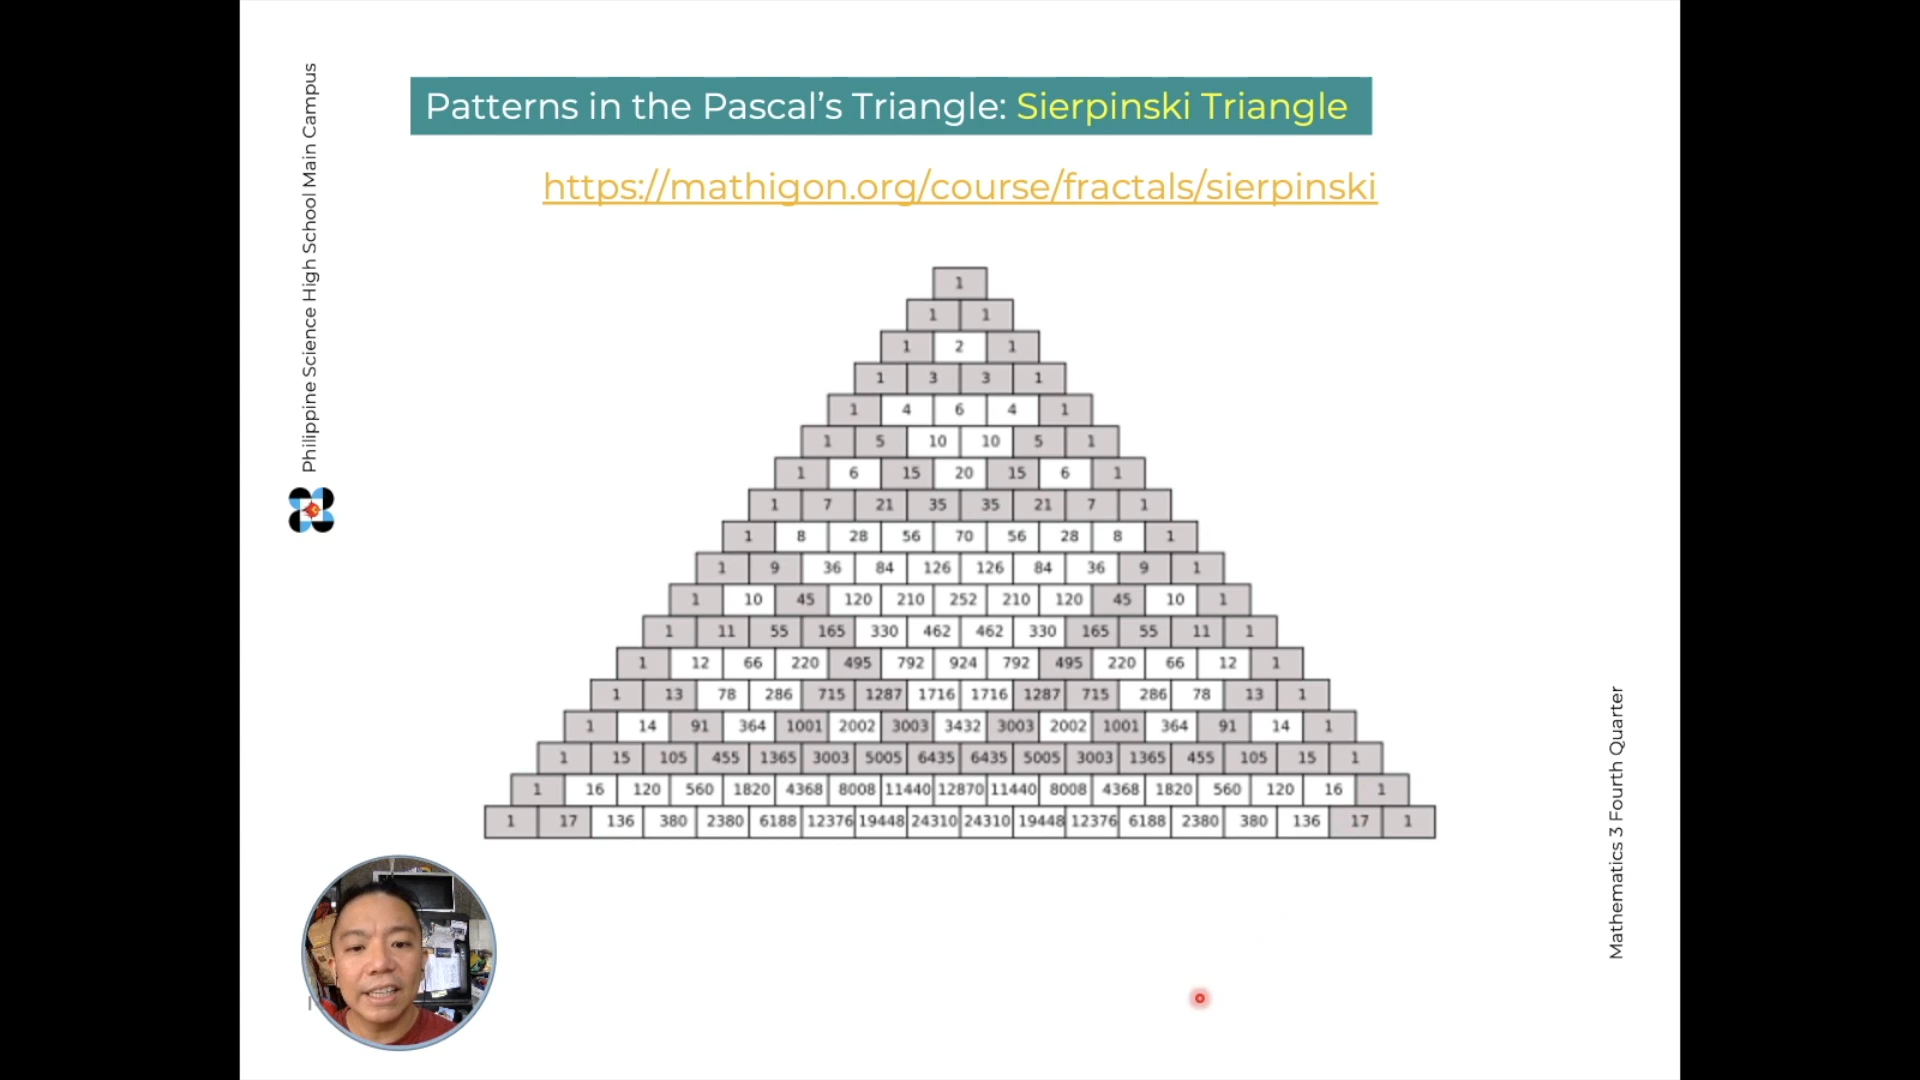 Patterns in the Pascal's Triangle: Sierpinski Triangle
https://mathigon.org/course/fractals/sierpinski
Philippine Science High School Main Campus
1
1 1
1 2 1
1 3 3 1
1 4 6 4 1
1 5 10 10 5 1
1 6 15 20 15 6 1
1 7 21 35 35 21 7 1
1 8 28 56 70 56 28 8 1
1 9 36 84 126 126 84 36 9 1
1 10 45 120 210 252 210 120 45 10 1
1 11 55 165 330 462 462 330 165 55 11 1
1 12 66 220 495 792 924 792 495 220 66 12 1
1 13 78 286 715 1287 1716 1716 1287 715 286 78 13 1
1 14 91 364 1001 2002 3003 3432 3003 2002 1001 364 91 14 1
1 15 105 455 1365 3003 5005 6435 6435 5005 3003 1365 455 105 15 1
1 16 120 560 1820 4368 8008 11440 12870 11440 8008 4368 1820 560 120 16 1
1 17 136 380 2380 6188 12376 19448 24310 24310 19448 12376 6188 2380 380 136 17 1
Mathematics 3 Fourth Quarter